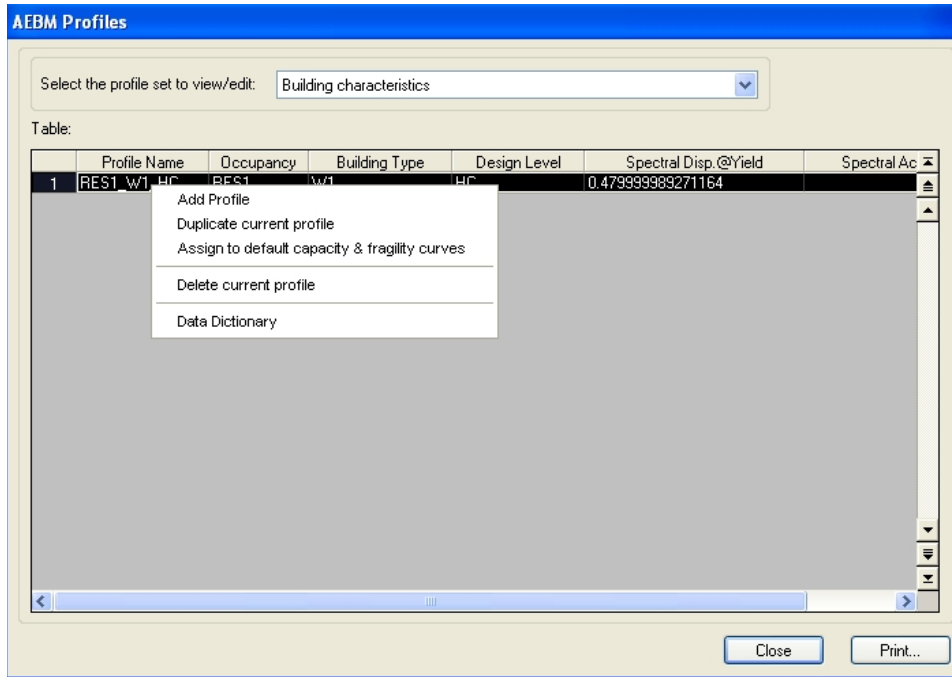 AEBM Profiles
Select the profile set to view/edit: Building characteristics
Table:
Profile Name Occupancy Building Type Design Level Spectral Disp.@Yield Spectral Ac
1 RES1_W1_HC RES1 W1 HC 0.479999989271164
Add Profile
Duplicate current profile
Assign to default capacity & fragility curves
Delete current profile
Data Dictionary
Close Print...